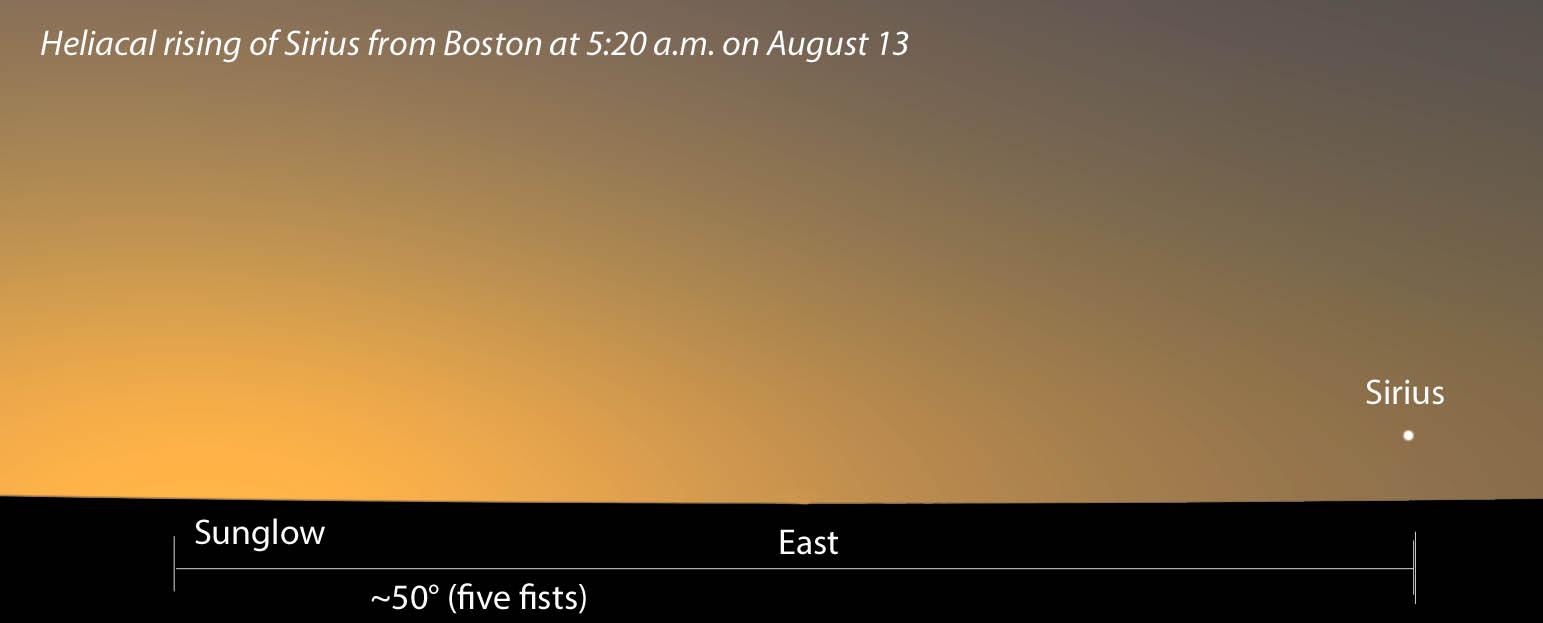 Heliacal rising of Sirius from Boston at 5:20 a.m. on August 13
Sirius
Sunglow
East
~50° (five fists)